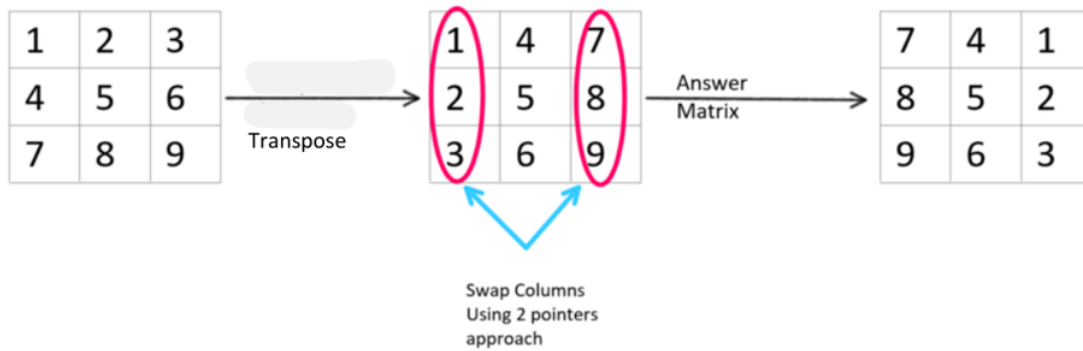 1 2 3
4 5 6
7 8 9
Transpose
1 4 7
2 5 8
3 6 9
Answer
Matrix
7 4 1
8 5 2
9 6 3
Swap Columns
Using 2 pointers
approach